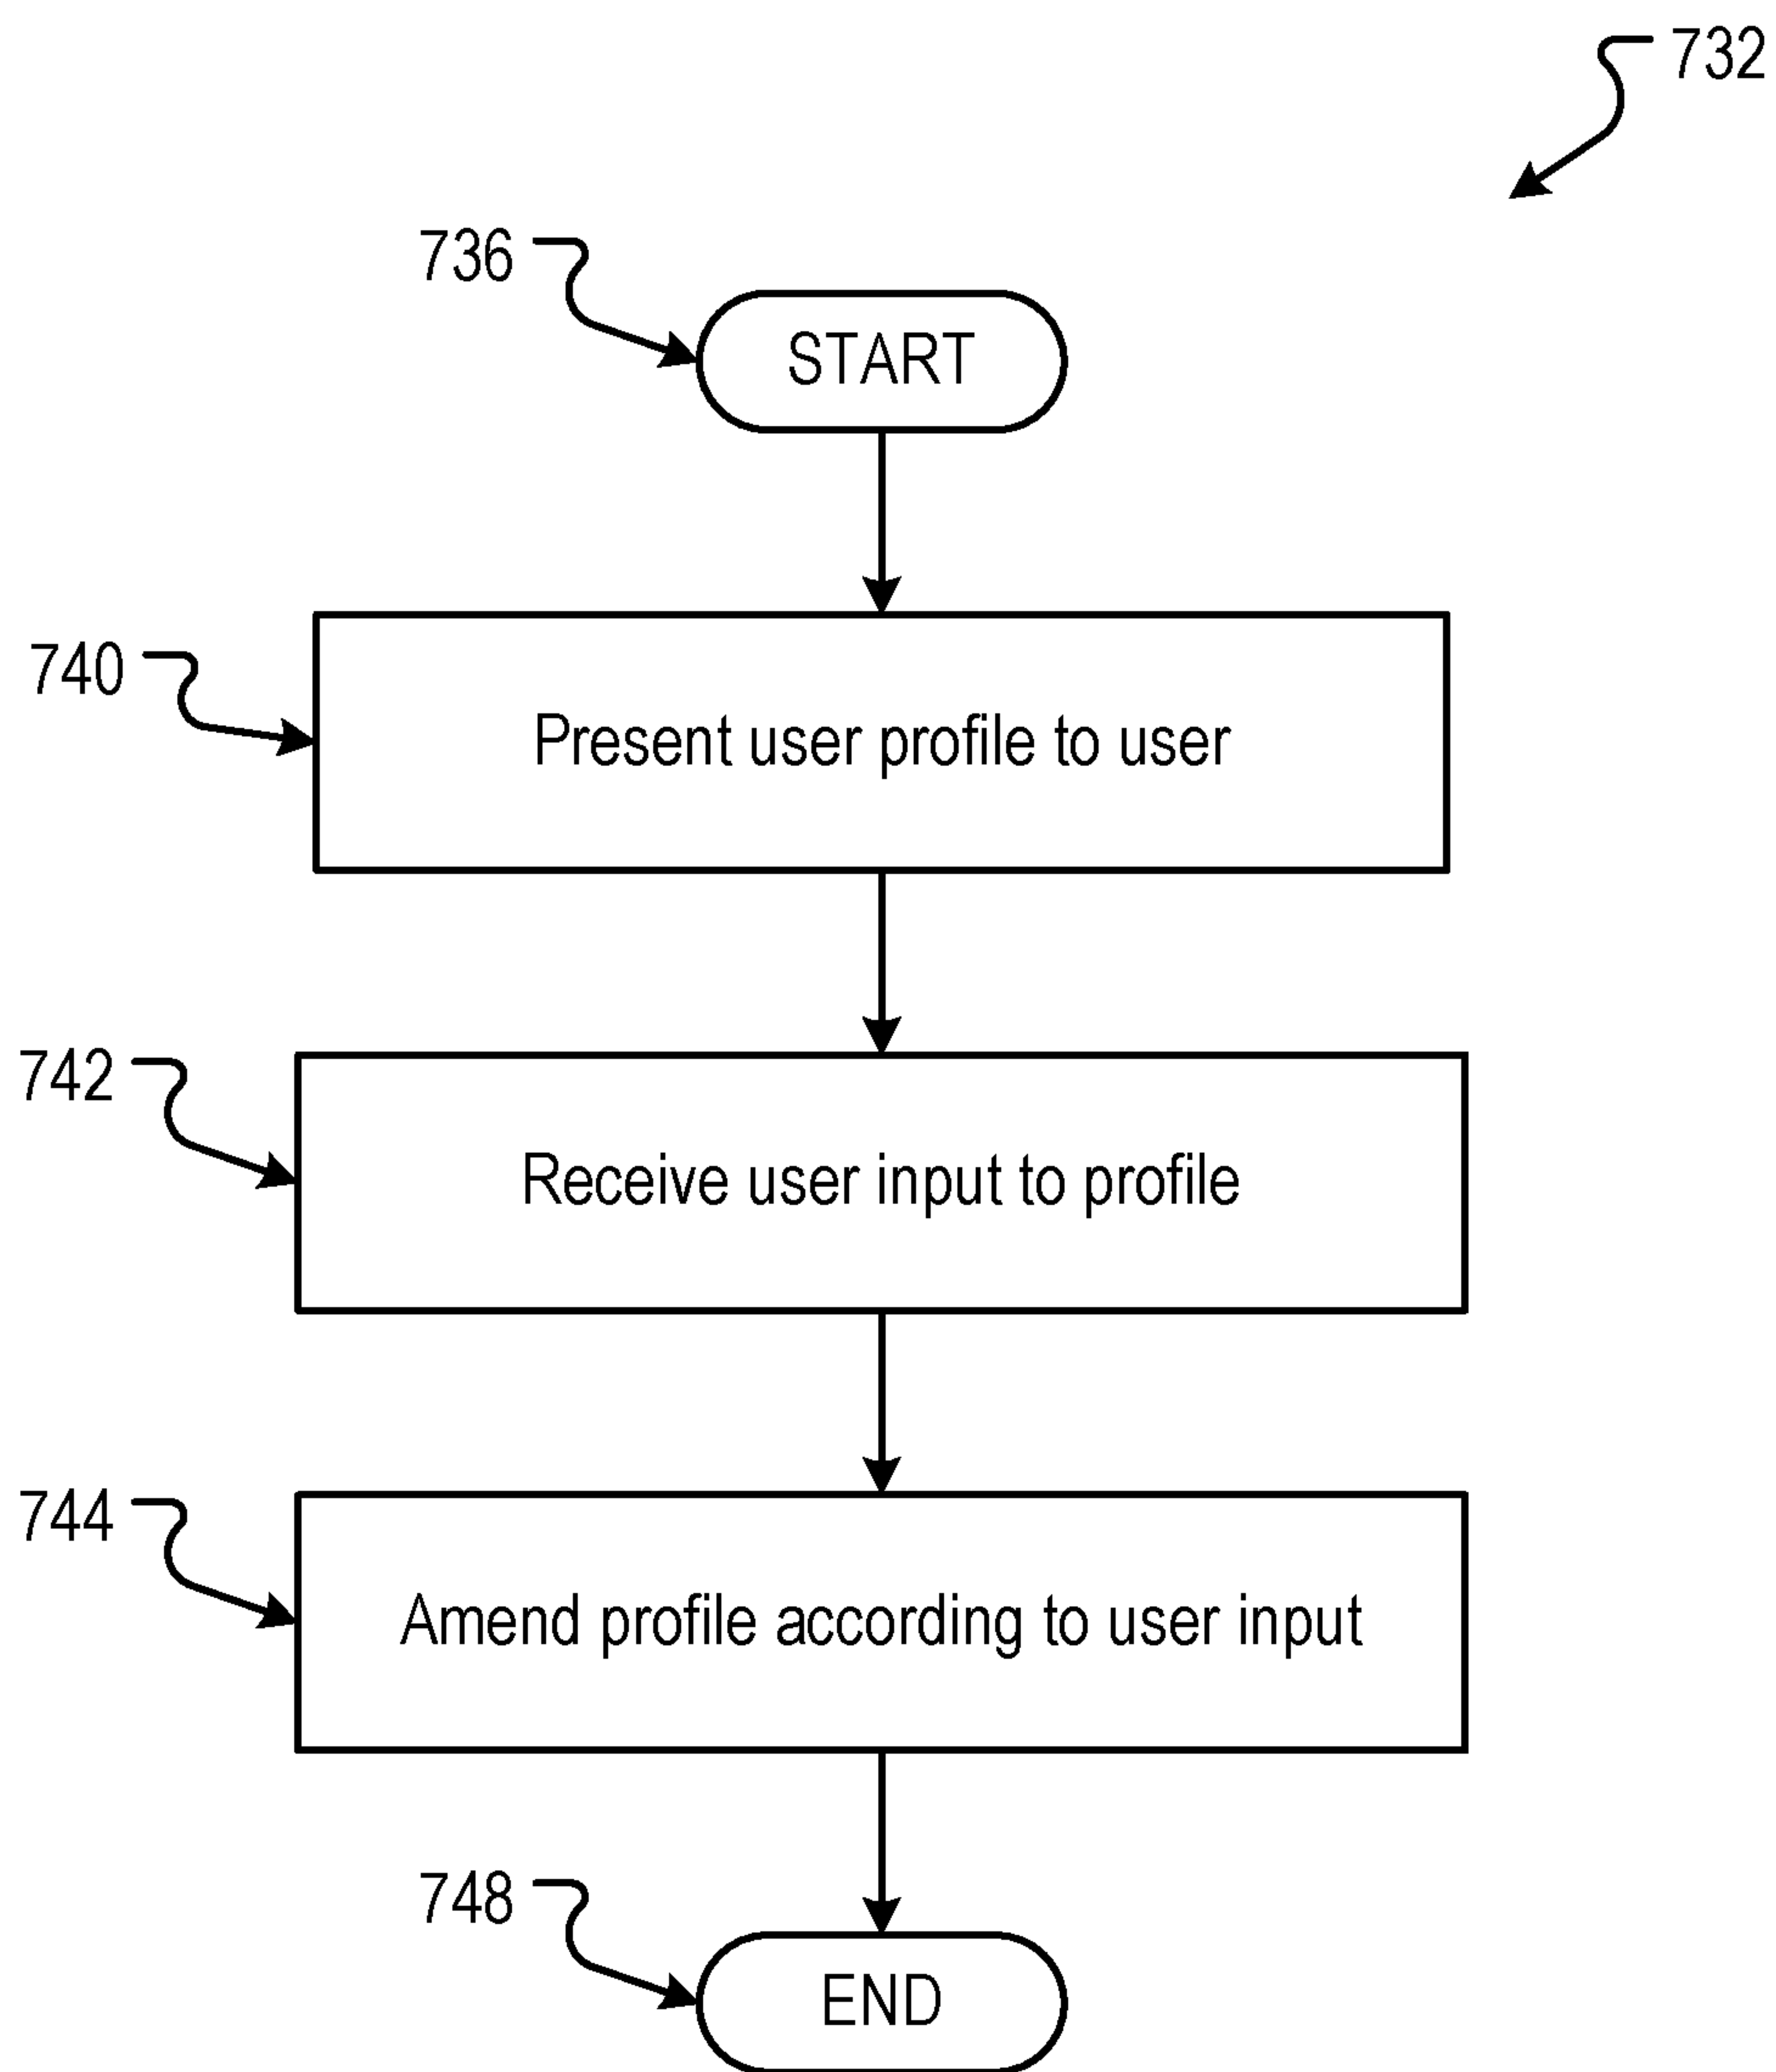 732
736
START
740
Present user profile to user
742
Receive user input to profile
744
Amend profile according to user input
748
END